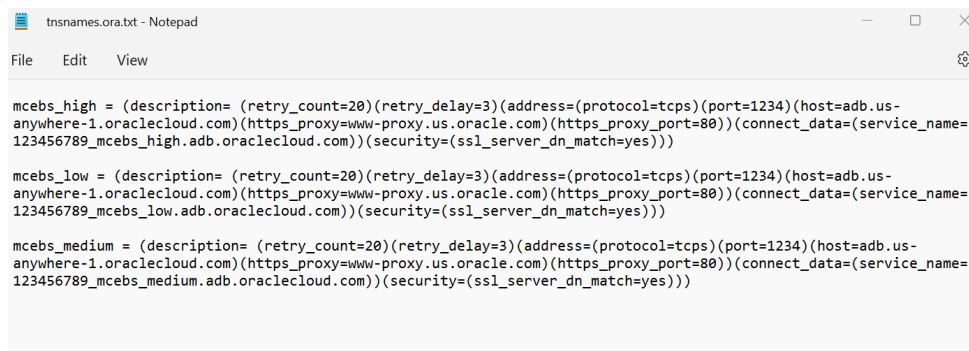 tnsnames.ora.txt - Notepad
File Edit View
mcebs_high = (description= (retry_count=20)(retry_delay=3)(address=(protocol=tcps)(port=1234)(host=adb.us-
anywhere-1.oraclecloud.com)(https_proxy=www-proxy.us.oracle.com)(https_proxy_port=80))(connect_data=(service_name=
123456789_mcebs_high.adb.oraclecloud.com))(security=(ssl_server_dn_match=yes)))
mcebs_low = (description= (retry_count=20)(retry_delay=3)(address=(protocol=tcps)(port=1234)(host=adb.us-
anywhere-1.oraclecloud.com)(https_proxy=www-proxy.us.oracle.com)(https_proxy_port=80))(connect_data=(service_name=
123456789_mcebs_low.adb.oraclecloud.com))(security=(ssl_server_dn_match=yes)))
mcebs_medium = (description= (retry_count=20)(retry_delay=3)(address=(protocol=tcps)(port=1234)(host=adb.us-
anywhere-1.oraclecloud.com)(https_proxy=www-proxy.us.oracle.com)(https_proxy_port=80))(connect_data=(service_name=
123456789_mcebs_medium.adb.oraclecloud.com))(security=(ssl_server_dn_match=yes)))